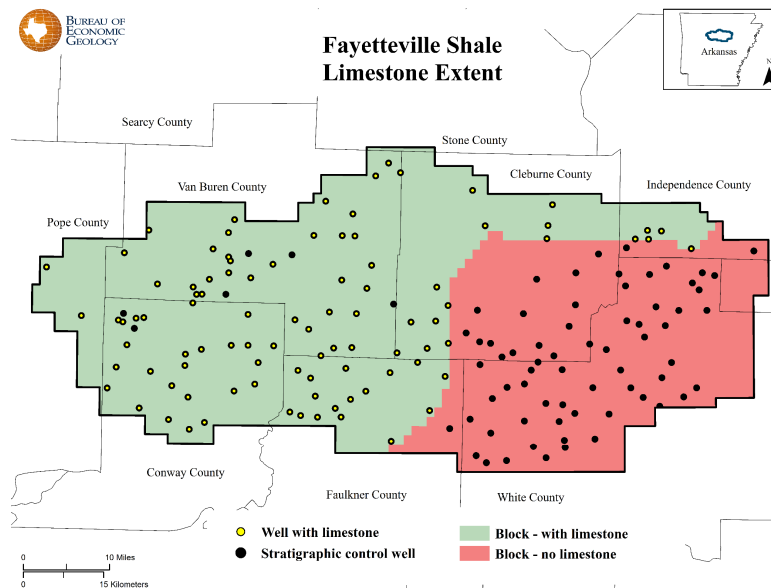 BUREAU OF
ECONOMIC
GEOLOGY
Fayetteville Shale
Limestone Extent
Arkansas
N
Searcy County
Stone County
Cleburne County
Van Buren County
Independence County
Pope County
Conway County
Faulkner County
White County
Well with limestone
Block - with limestone
Stratigraphic control well
Block - no limestone
0 10 Miles
0 15 Kilometers